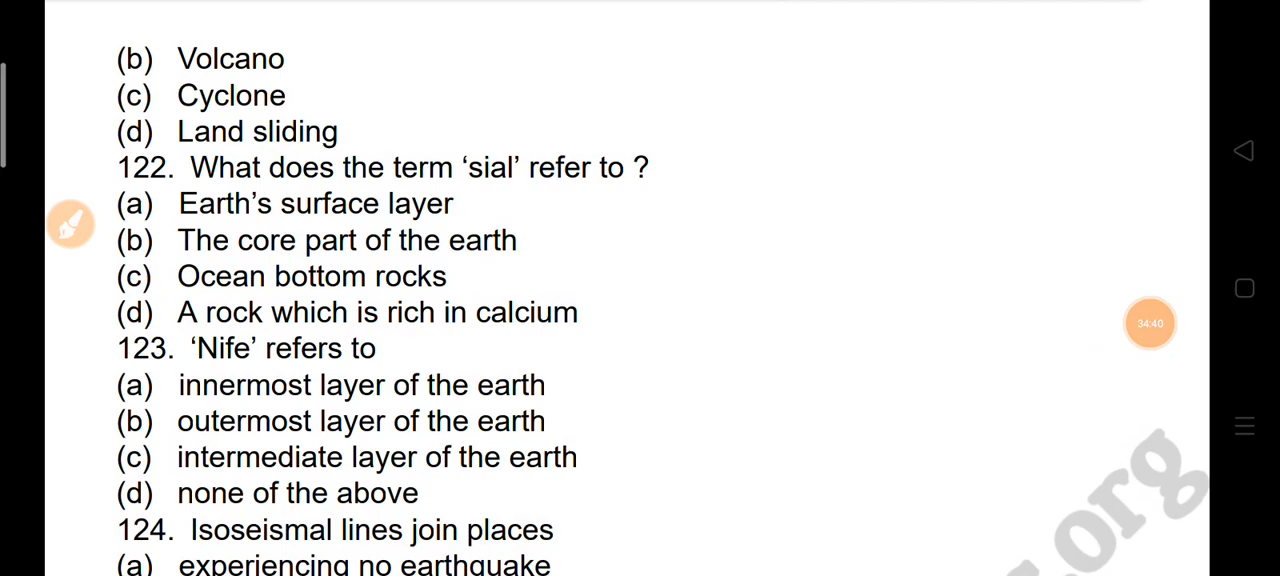 (b) Volcano
(c) Cyclone
(d) Land sliding
122. What does the term ‘sial’ refer to ?
(a) Earth’s surface layer
(b) The core part of the earth
(c) Ocean bottom rocks
(d) A rock which is rich in calcium
34:40
123. ‘Nife’ refers to
(a) innermost layer of the earth
(b) outermost layer of the earth
(c) intermediate layer of the earth
(d) none of the above
124. Isoseismal lines join places
(a) experiencing no earthquake
.org